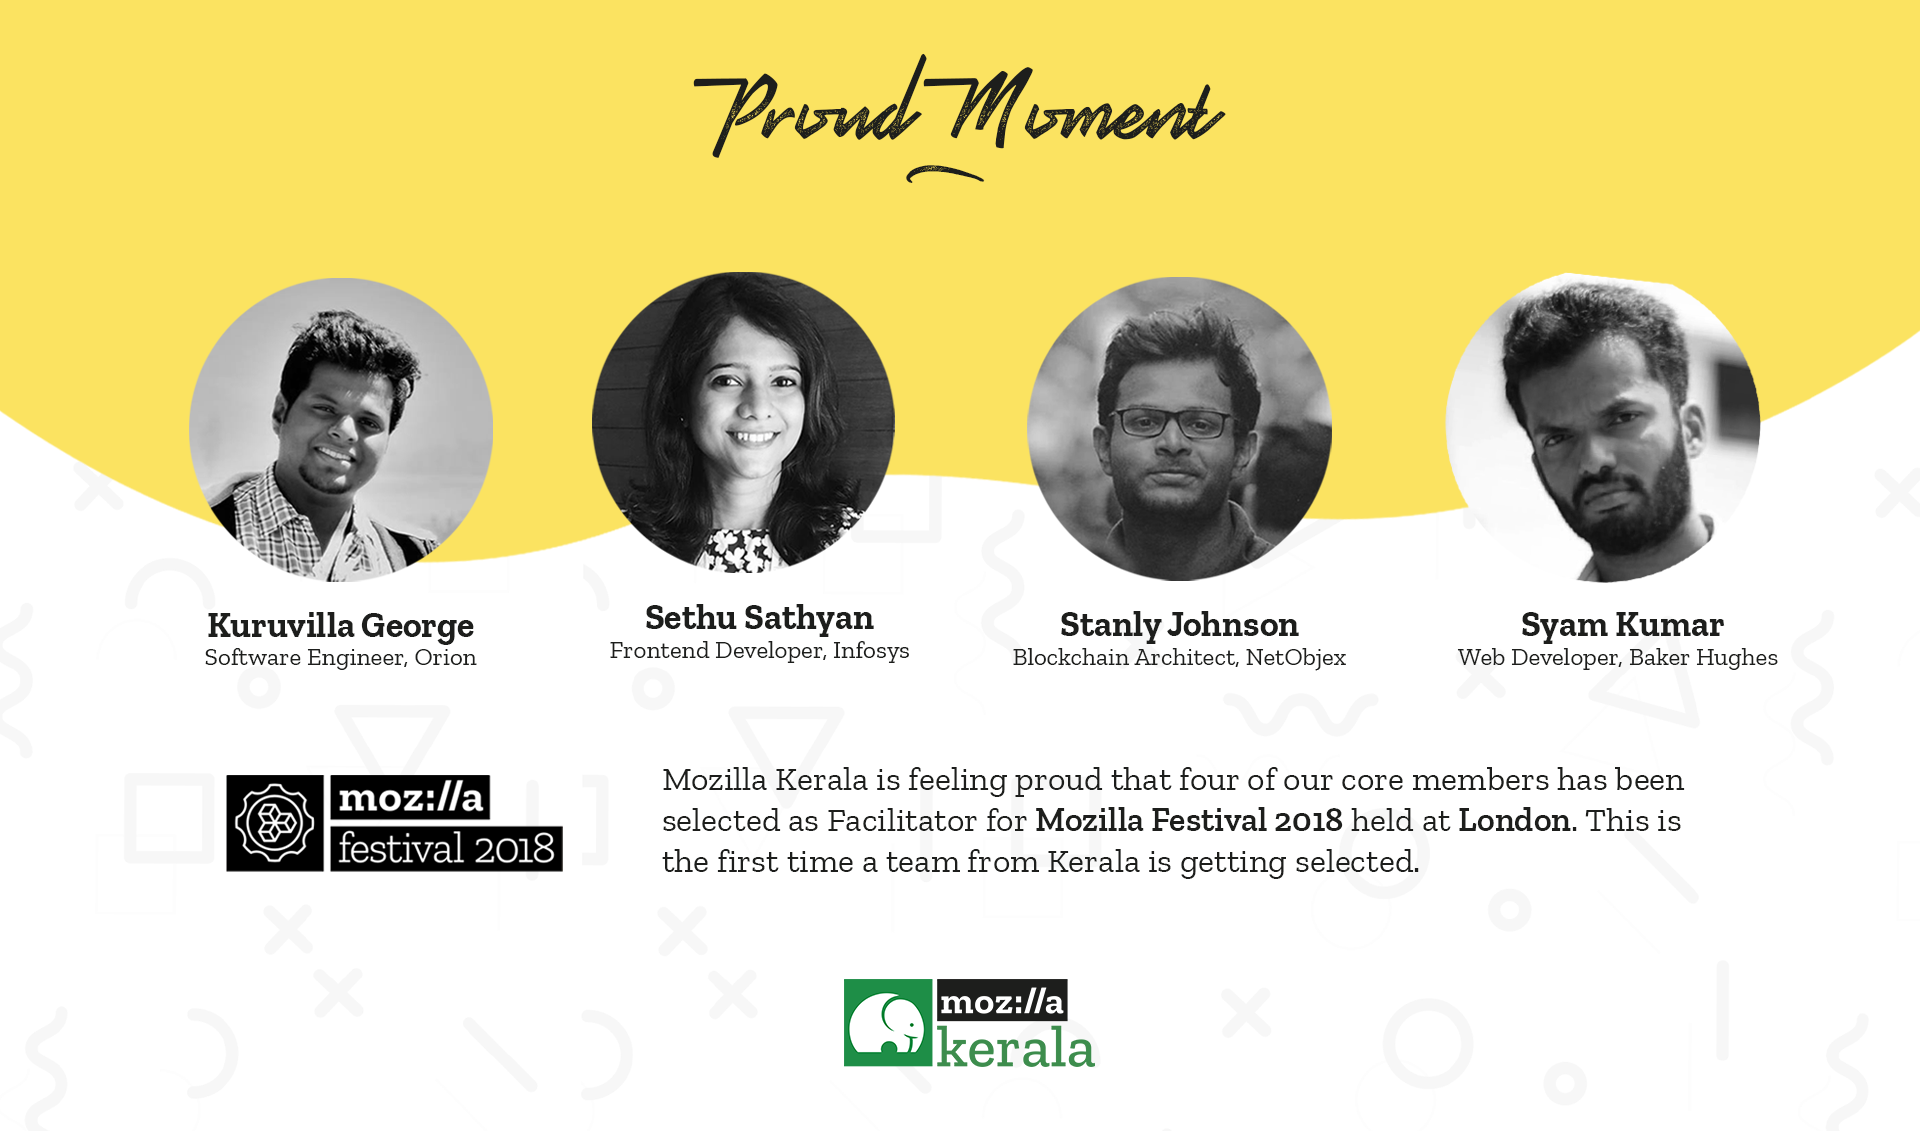 Proud Moment
Kuruvilla George
Software Engineer, Orion
Sethu Sathyan
Frontend Developer, Infosys
Stanly Johnson
Blockchain Architect, NetObjex
Syam Kumar
Web Developer, Baker Hughes
moz://a
festival 2018
Mozilla Kerala is feeling proud that four of our core members has been
selected as Facilitator for Mozilla Festival 2018 held at London. This is
the first time a team from Kerala is getting selected.
moz://a
kerala